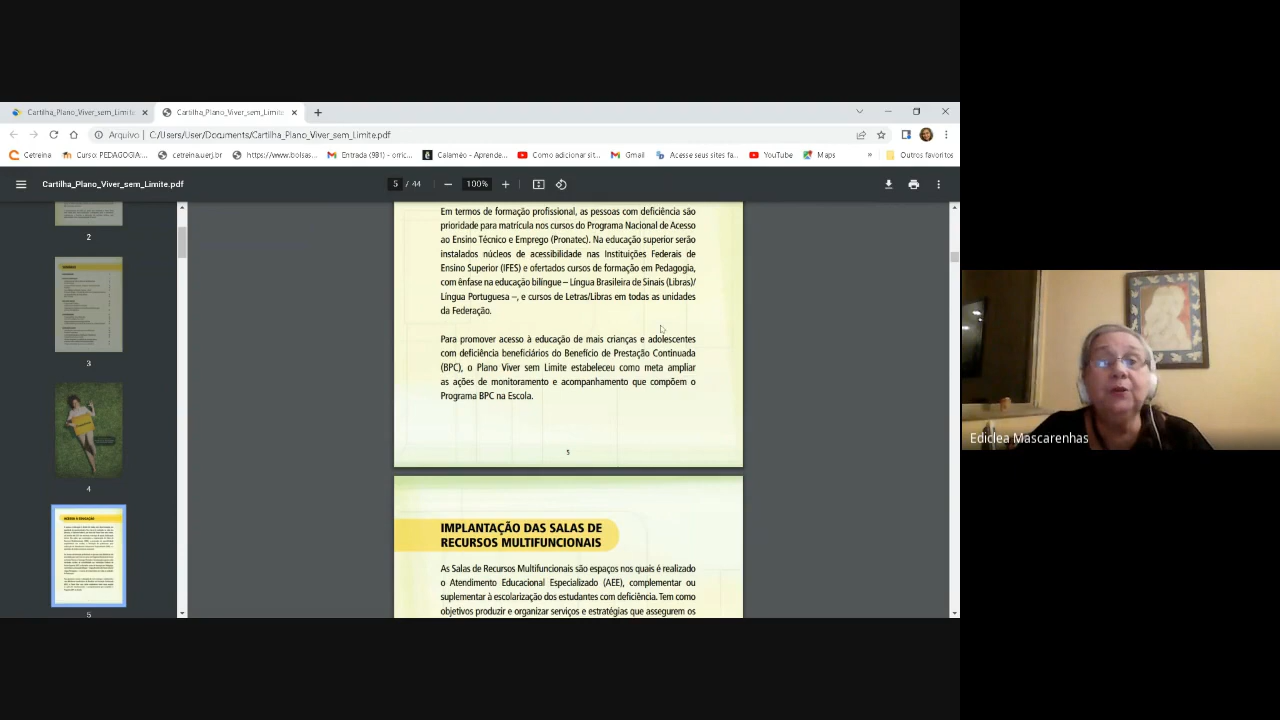 Cartilha_Plano_Viver_sem_Limite
Cartilha_Plano_Viver_sem_Limite
Arquivo
C:/Users/User/Documents/Cartilha_Plano_Viver_sem_Limite.pdf
Cetreina
Curso: PEDAGOGIA:...
cetreina.uerj.br
https://www.bolsas...
Entrada (981) - orric...
Calaméo - Aprende...
Como adicionar sit...
Gmail
Acesse seus sites fa...
YouTube
Maps
»
Outros favoritos
Cartilha_Plano_Viver_sem_Limite.pdf
5 / 44
100%
2
3
4
5
Em termos de formação profissional, as pessoas com deficiência são
prioridade para matrícula nos cursos do Programa Nacional de Acesso
ao Ensino Técnico e Emprego (Pronatec). Na educação superior serão
instalados núcleos de acessibilidade nas Instituições Federais de
Ensino Superior (IFES) e ofertados cursos de formação em Pedagogia,
com ênfase na educação bilíngue – Língua Brasileira de Sinais (Libras)/
Língua Portuguesa –, e cursos de Letras/Libras em todas as unidades
da Federação.
Para promover acesso à educação de mais crianças e adolescentes
com deficiência beneficiários do Benefício de Prestação Continuada
(BPC), o Plano Viver sem Limite estabeleceu como meta ampliar
as ações de monitoramento e acompanhamento que compõem o
Programa BPC na Escola.
5
IMPLANTAÇÃO DAS SALAS DE
RECURSOS MULTIFUNCIONAIS
As Salas de Recursos Multifuncionais são espaços nos quais é realizado
o Atendimento Educacional Especializado (AEE), complementar ou
suplementar à escolarização dos estudantes com deficiência. Tem como
objetivos produzir e organizar serviços e estratégias que assegurem os
Ediclea Mascarenhas